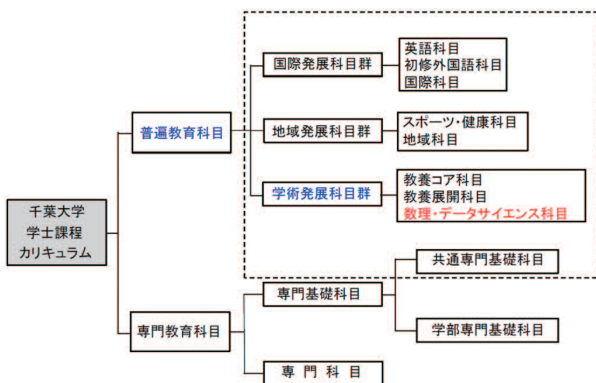 千葉大学
学士課程
カリキュラム
普遍教育科目
国際発展科目群
英語科目
初修外国語科目
国際科目
地域発展科目群
スポーツ・健康科目
地域科目
学術発展科目群
教養コア科目
教養展開科目
数理・データサイエンス科目
専門教育科目
専門基礎科目
共通専門基礎科目
学部専門基礎科目
専 門 科 目